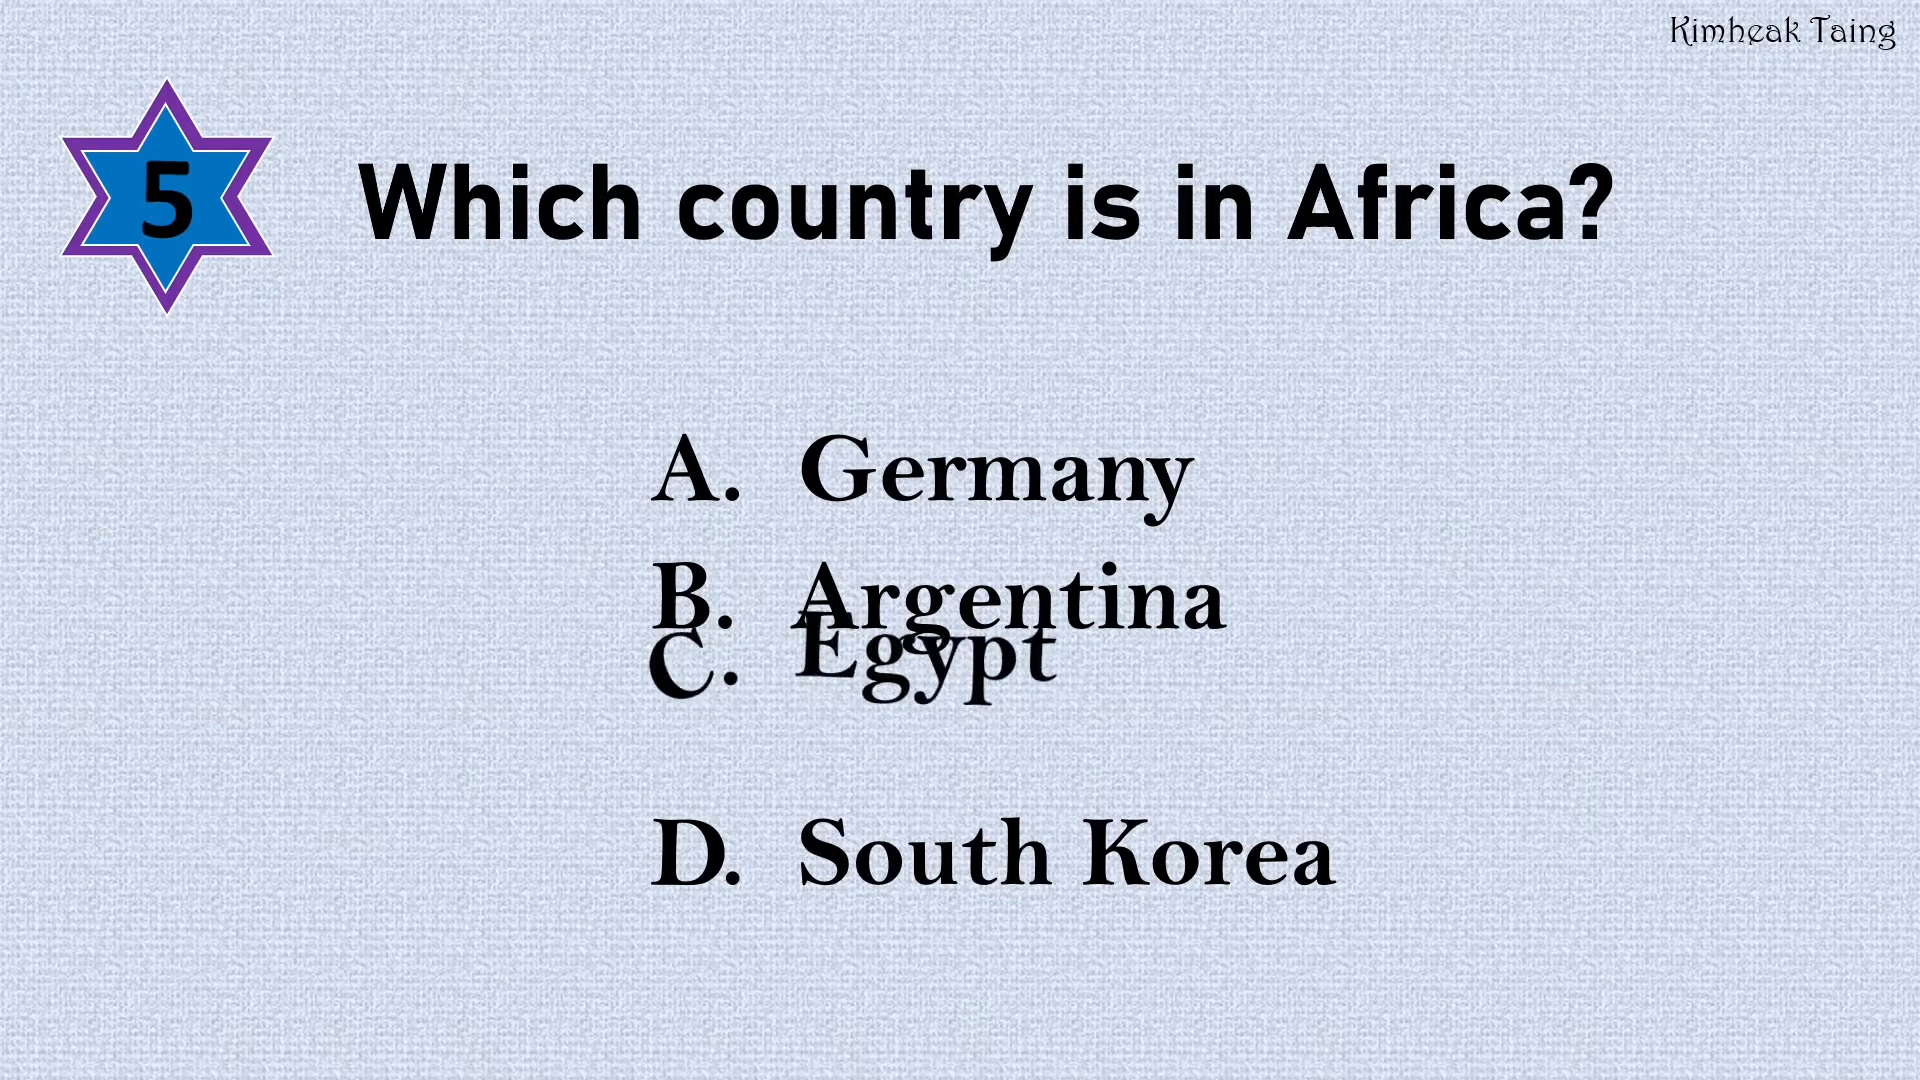 Kimheak Taing
5
Which country is in Africa?
A. Germany
B. Argentina
C. Egypt
D. South Korea